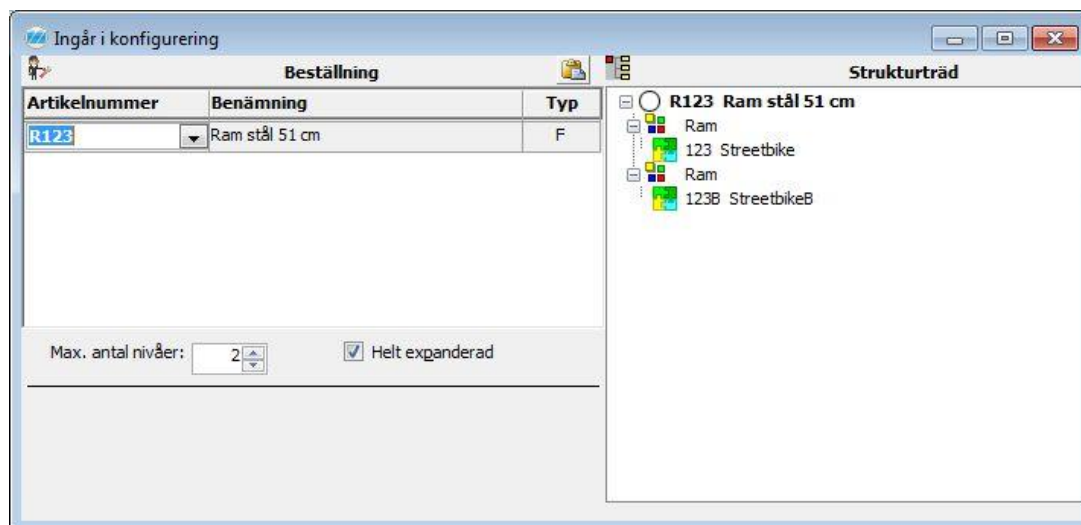 Ingår i konfigurering
Beställning
Artikelnummer Benämning Typ
R123 Ram stål 51 cm F
Max. antal nivåer: 2 Helt expanderad
Strukturträd
R123 Ram stål 51 cm
Ram
123 Streetbike
Ram
123B StreetbikeB